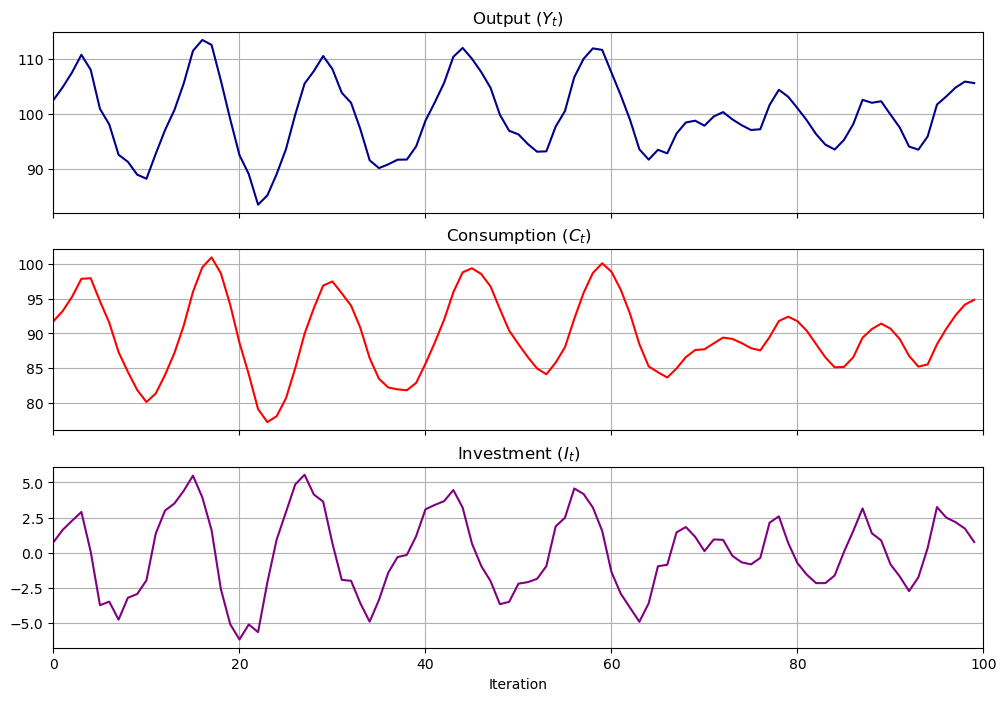 Output (Y_t)
110
100
90
Consumption (C_t)
100
95
90
85
80
Investment (I_t)
5.0
2.5
0.0
−2.5
−5.0
0 20 40 60 80 100
Iteration